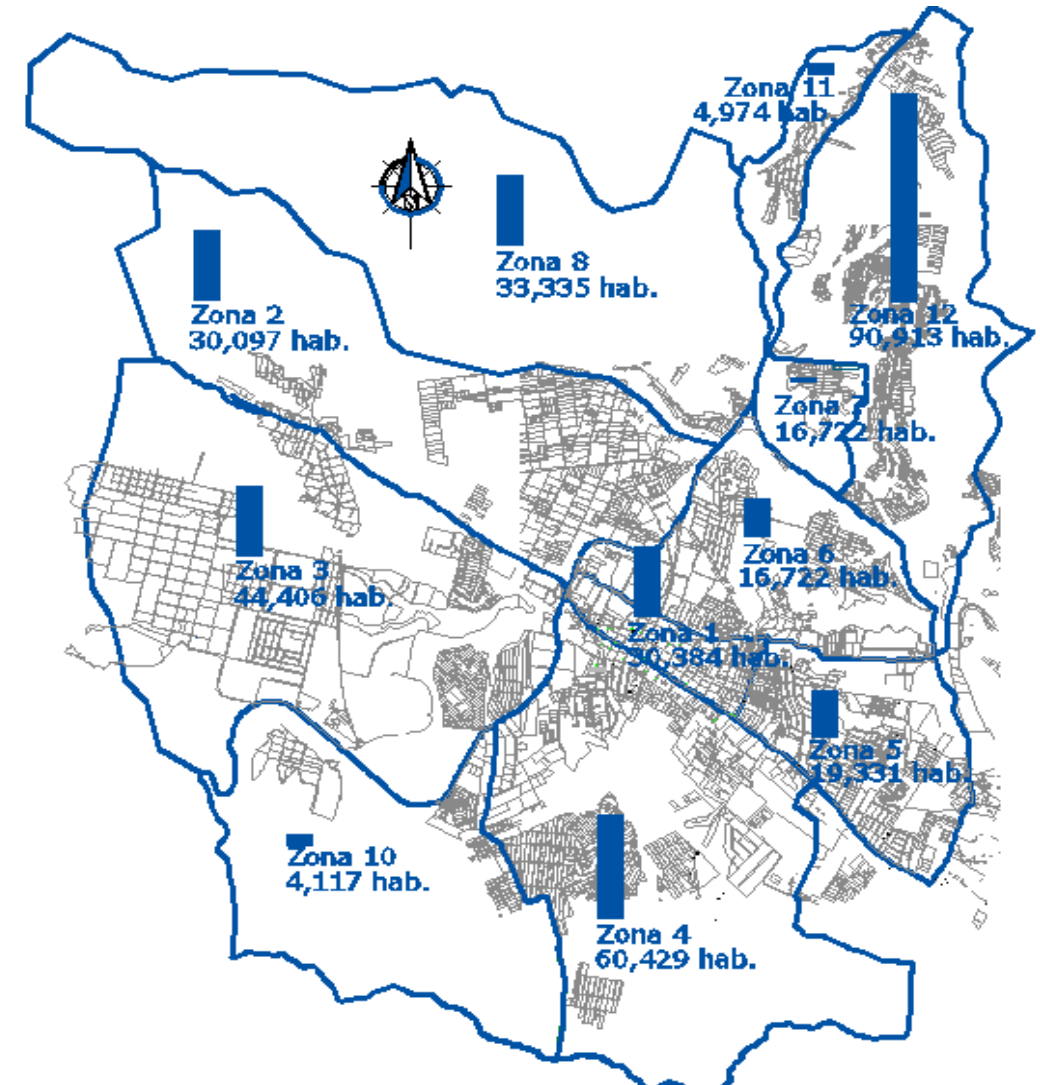 Zona 11
4,974 hab.
Zona 8
33,335 hab.
Zona 2
30,097 hab.
Zona 12
90,913 hab.
Zona 7
16,722 hab.
Zona 3
44,406 hab.
Zona 6
16,722 hab.
Zona 1
30,384 hab.
Zona 5
19,331 hab.
Zona 10
4,117 hab.
Zona 4
60,429 hab.